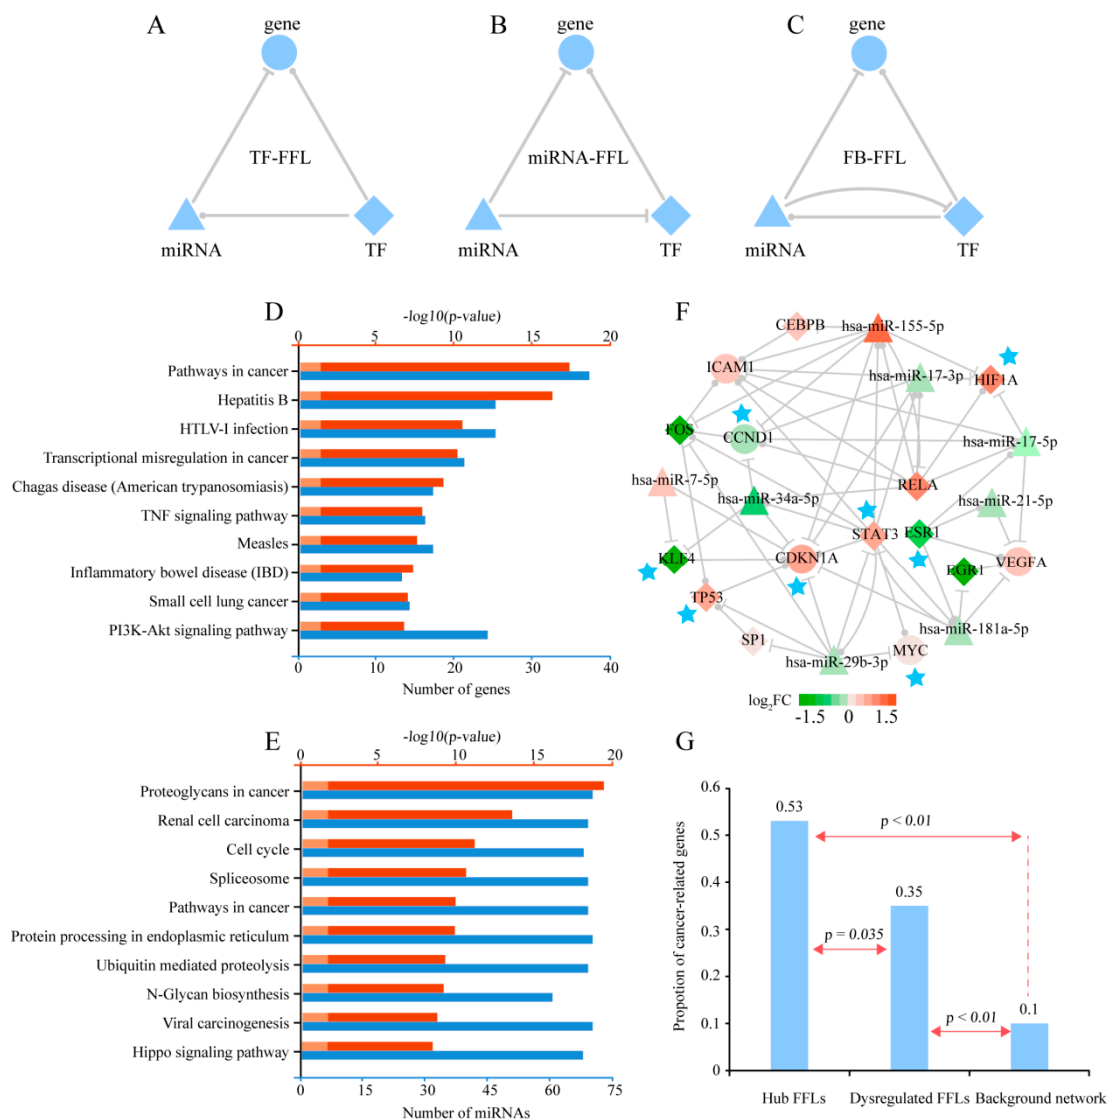 A
gene
TF-FFL
miRNA
TF
B
gene
miRNA-FFL
miRNA
TF
C
gene
FB-FFL
miRNA
TF
D
-log10(p-value)
0 5 10 15 20
Pathways in cancer
Hepatitis B
HTLV-I infection
Transcriptional misregulation in cancer
Chagas disease (American trypanosomiasis)
TNF signaling pathway
Measles
Inflammatory bowel disease (IBD)
Small cell lung cancer
PI3K-Akt signaling pathway
0 10 20 30 40
Number of genes
F
CEBPB
hsa-miR-155-5p
ICAM1
hsa-miR-17-3p
HIF1A
FOS
CCND1
hsa-miR-17-5p
hsa-miR-7-5p
RELA
hsa-miR-34a-5p
hsa-miR-21-5p
STAT3
ESR1
KLF4
CDKN1A
VEGFA
EGR1
TP53
SP1
hsa-miR-181a-5p
hsa-miR-29b-3p
MYC
log2FC
-1.5 0 1.5
E
-log10(p-value)
0 5 10 15 20
Proteoglycans in cancer
Renal cell carcinoma
Cell cycle
Spliceosome
Pathways in cancer
Protein processing in endoplasmic reticulum
Ubiquitin mediated proteolysis
N-Glycan biosynthesis
Viral carcinogenesis
Hippo signaling pathway
0 15 30 45 60 75
Number of miRNAs
G
Propotion of cancer-related genes
0.6
0.5
0.4
0.3
0.2
0.1
0
0.53
p < 0.01
0.35
p = 0.035
p < 0.01
0.1
Hub FFLs Dysregulated FFLs Background network